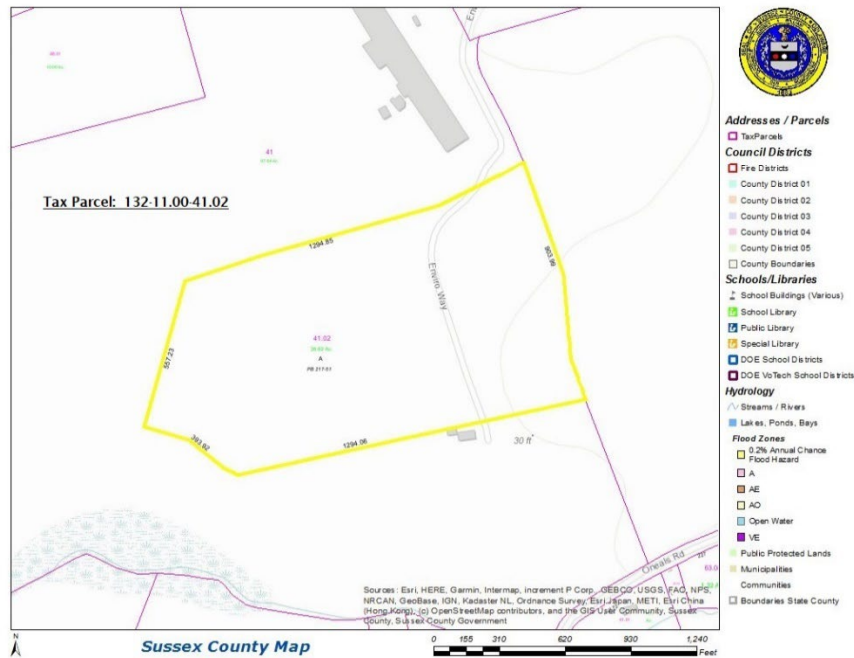 En
41
Tax Parcel: 132-11.00-41.02
1294.85
903.98
Enviro Way
557.23
41.02
A
PB 217-51
393.92
1294.06
30 ft
Oneals Rd
Sources: Esri, HERE, Garmin, Intermap, increment P Corp., GEBCO, USGS, FAO, NPS,
NRCAN, GeoBase, IGN, Kadaster NL, Ordnance Survey, Esri Japan, METI, Esri China
(Hong Kong), (c) OpenStreetMap contributors, and the GIS User Community, Sussex
County, Sussex County Government
N
Sussex County Map
0 155 310 620 930 1,240
Feet
Addresses / Parcels
TaxParcels
Council Districts
Fire Districts
County District 01
County District 02
County District 03
County District 04
County District 05
County Boundaries
Schools/Libraries
School Buildings (Various)
School Library
Public Library
Special Library
DOE School Districts
DOE VoTech School Districts
Hydrology
Streams / Rivers
Lakes, Ponds, Bays
Flood Zones
0.2% Annual Chance
Flood Hazard
A
AE
AO
Open Water
VE
Public Protected Lands
Municipalities
Communities
Boundaries State County